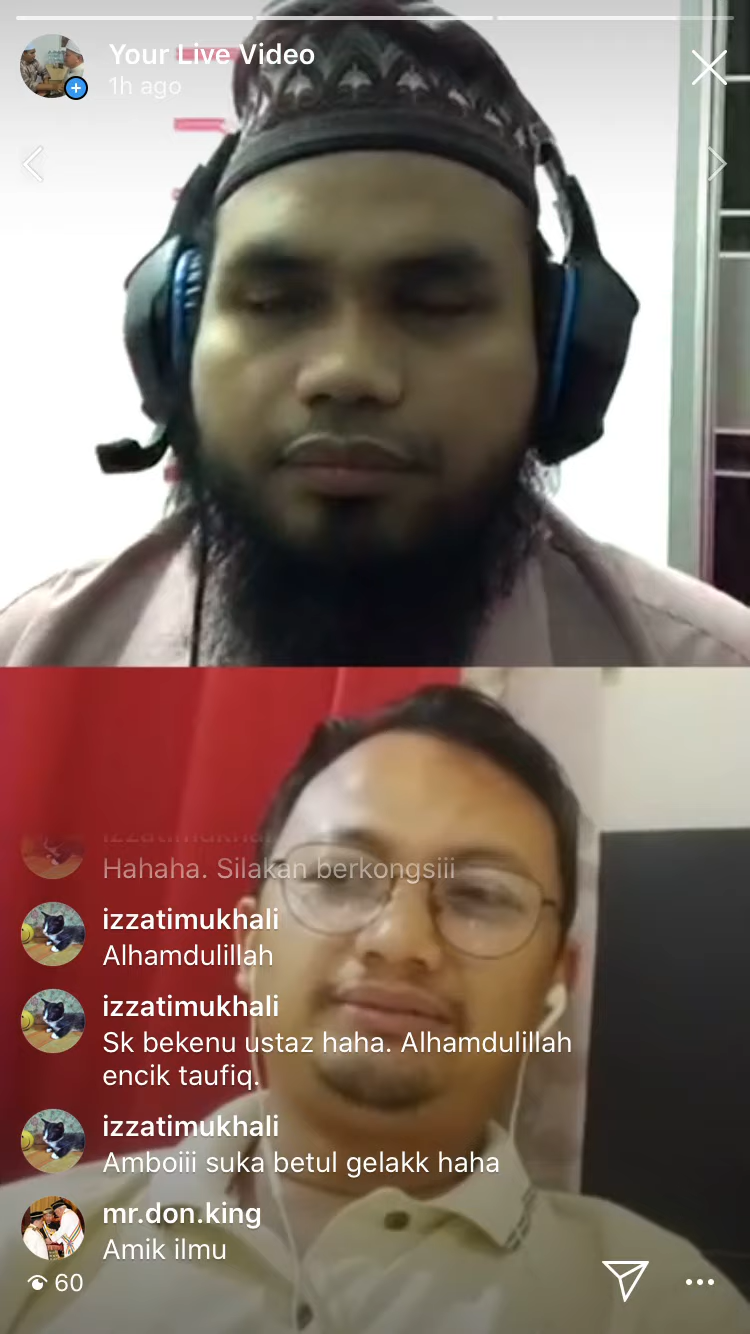 Your Live Video
1h ago
izzatimukhali
Hahaha. Silakan berkongsiii
izzatimukhali
Alhamdulillah
izzatimukhali
Sk bekenu ustaz haha. Alhamdulillah
encik taufiq.
izzatimukhali
Amboiii suka betul gelakk haha
mr.don.king
Amik ilmu
60